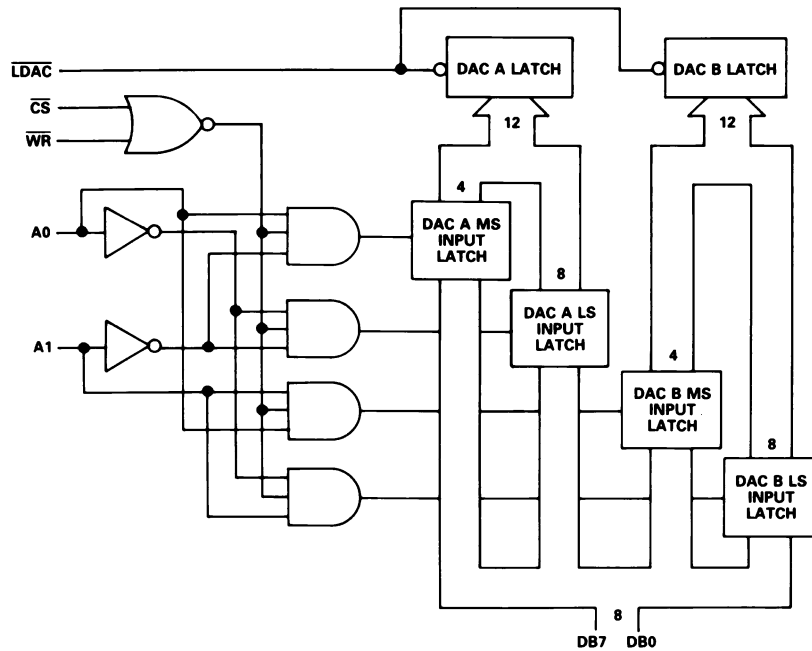 LDAC
DAC A LATCH
DAC B LATCH
CS
WR
12
12
4
A0
DAC A MS
INPUT
LATCH
8
A1
DAC A LS
INPUT
LATCH
4
DAC B MS
INPUT
LATCH
8
DAC B LS
INPUT
LATCH
8
DB7 DB0